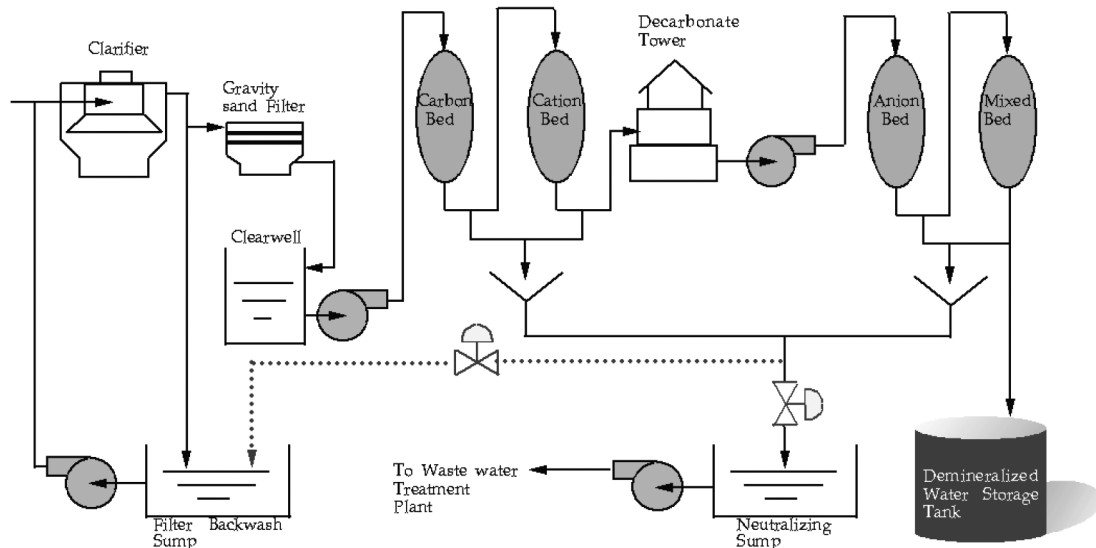 Clarifier
Gravity
sand Filter
Decarbonate
Tower
Carbon
Bed
Cation
Bed
Anion
Bed
Mixed
Bed
Clearwell
To Waste water
Treatment
Plant
Filter Backwash
Sump
Neutralizing
Sump
Demineralized
Water Storage
Tank